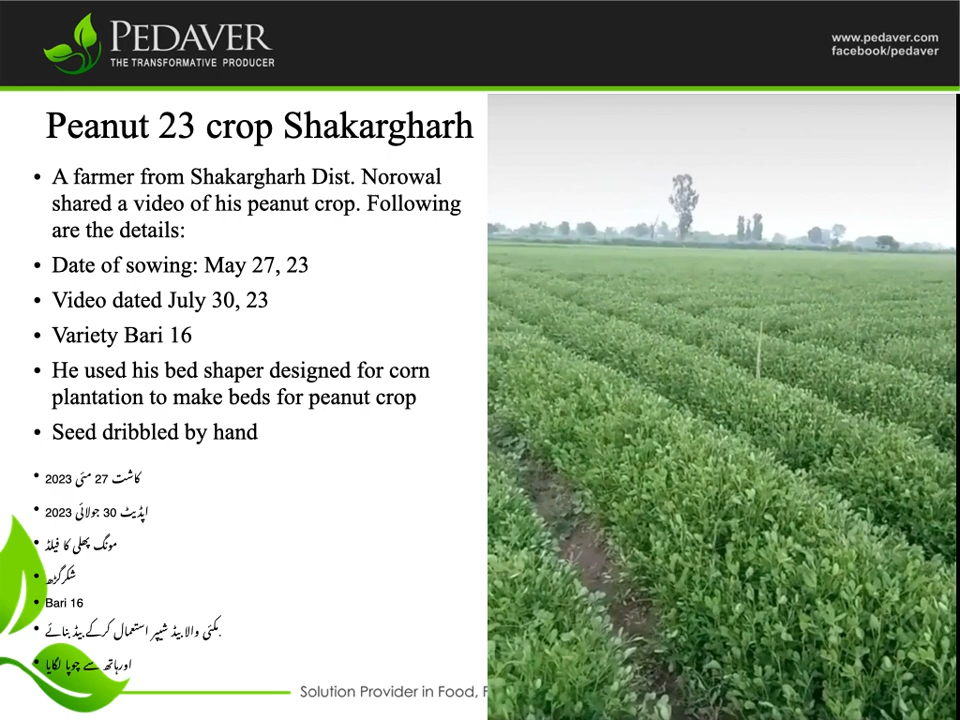 PEDAVER
THE TRANSFORMATIVE PRODUCER
www.pedaver.com
facebook/pedaver
Peanut 23 crop Shakargharh
• A farmer from Shakargharh Dist. Norowal
shared a video of his peanut crop. Following
are the details:
• Date of sowing: May 27, 23
• Video dated July 30, 23
• Variety Bari 16
• He used his bed shaper designed for corn
plantation to make beds for peanut crop
• Seed dribbled by hand
• کاشت 27 مئی 2023
• اپڈیٹ 30 جولائی 2023
• مونگ پھلی کا فیلڈ
• شکرگڑھ
• Bari 16
• مکئی والا بیڈ شیپر استعمال کرکے بیڈ بنائے.
• اورہاتھ سے چوپا لگایا
Solution Provider in Food, F